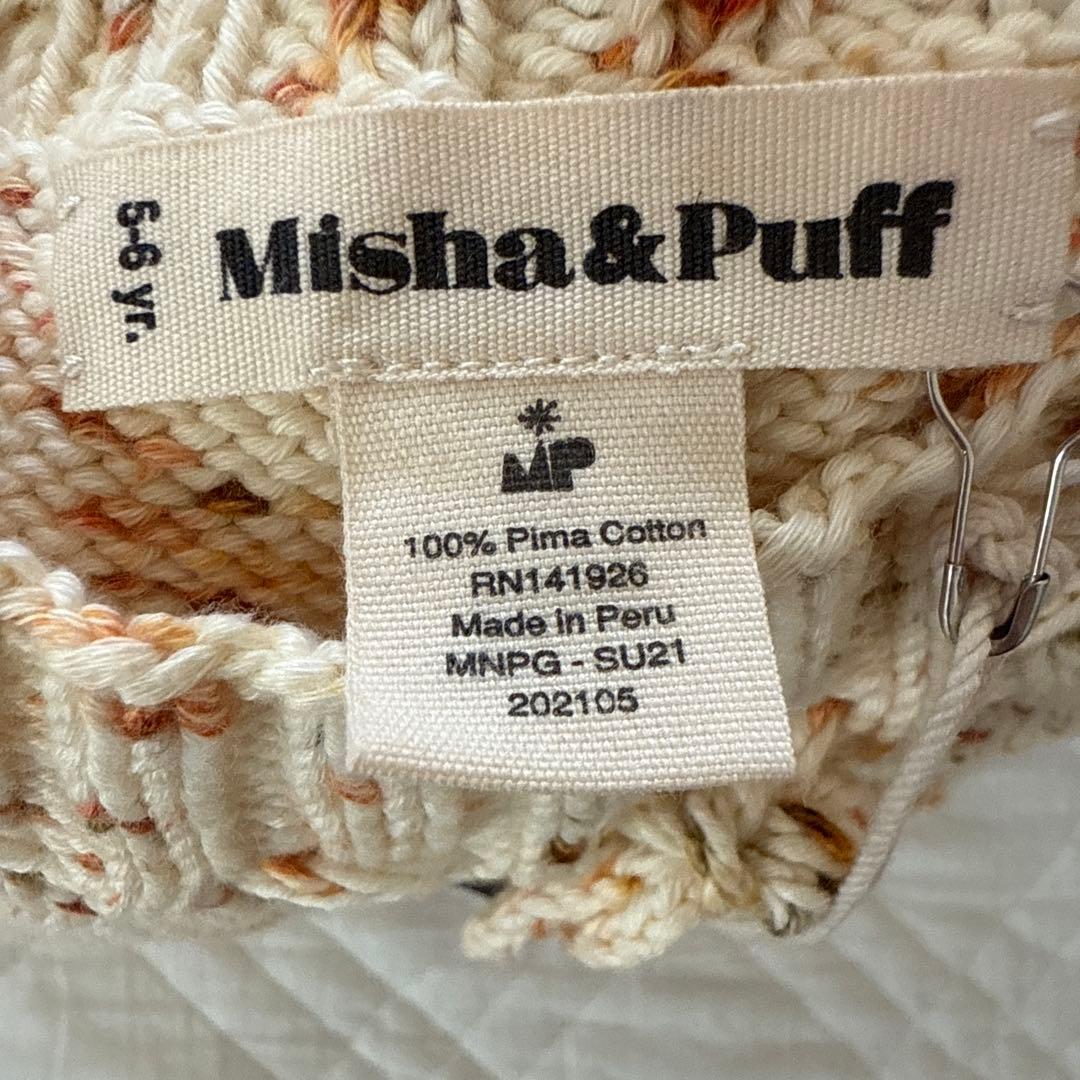 5-6 yr.
Misha&Puff
MP
100% Pima Cotton
RN141926
Made in Peru
MNPG - SU21
202105